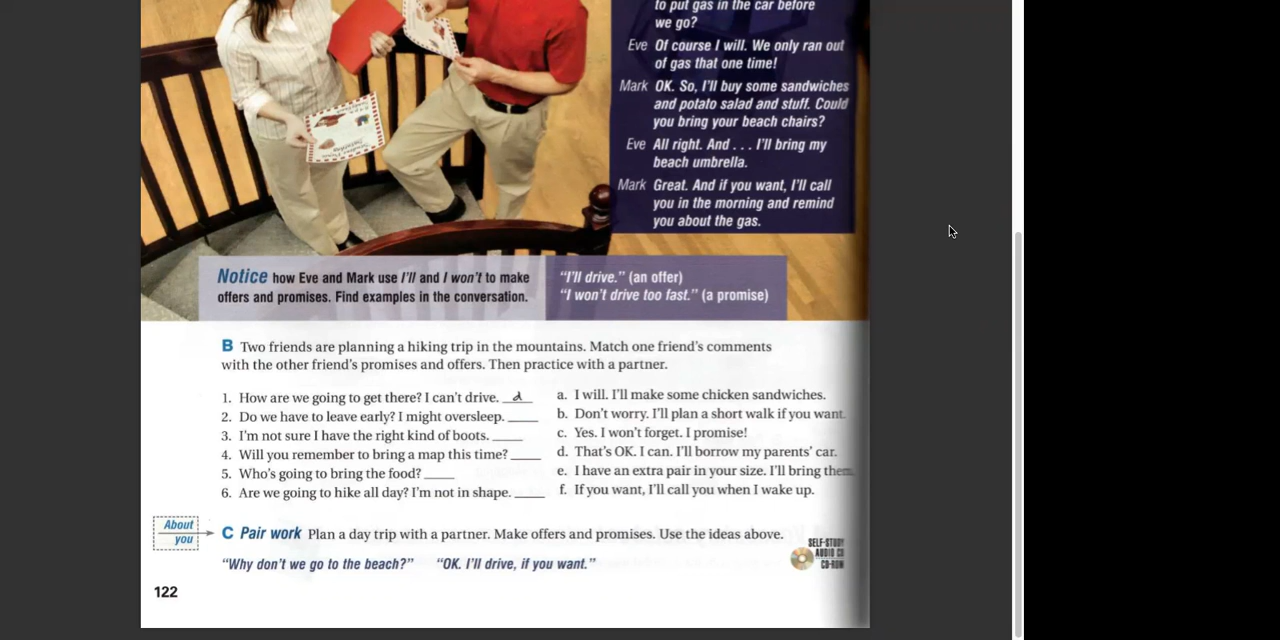 to put gas in the car before
we go?
Eve Of course I will. We only ran out
of gas that one time!
Mark OK. So, I'll buy some sandwiches
and potato salad and stuff. Could
you bring your beach chairs?
Eve All right. And . . . I'll bring my
beach umbrella.
Mark Great. And if you want, I'll call
you in the morning and remind
you about the gas.
Notice how Eve and Mark use I'll and I won't to make
offers and promises. Find examples in the conversation.
"I'll drive." (an offer)
"I won't drive too fast." (a promise)
B Two friends are planning a hiking trip in the mountains. Match one friend's comments
with the other friend's promises and offers. Then practice with a partner.
1. How are we going to get there? I can't drive. d
2. Do we have to leave early? I might oversleep.
3. I'm not sure I have the right kind of boots.
4. Will you remember to bring a map this time?
5. Who's going to bring the food?
6. Are we going to hike all day? I'm not in shape.
a. I will. I'll make some chicken sandwiches.
b. Don't worry. I'll plan a short walk if you want.
c. Yes. I won't forget. I promise!
d. That's OK. I can. I'll borrow my parents' car.
e. I have an extra pair in your size. I'll bring them.
f. If you want, I'll call you when I wake up.
About
you
C Pair work Plan a day trip with a partner. Make offers and promises. Use the ideas above.
"Why don't we go to the beach?" "OK. I'll drive, if you want."
SELF-STUDY
AUDIO CD
CD-ROM
122